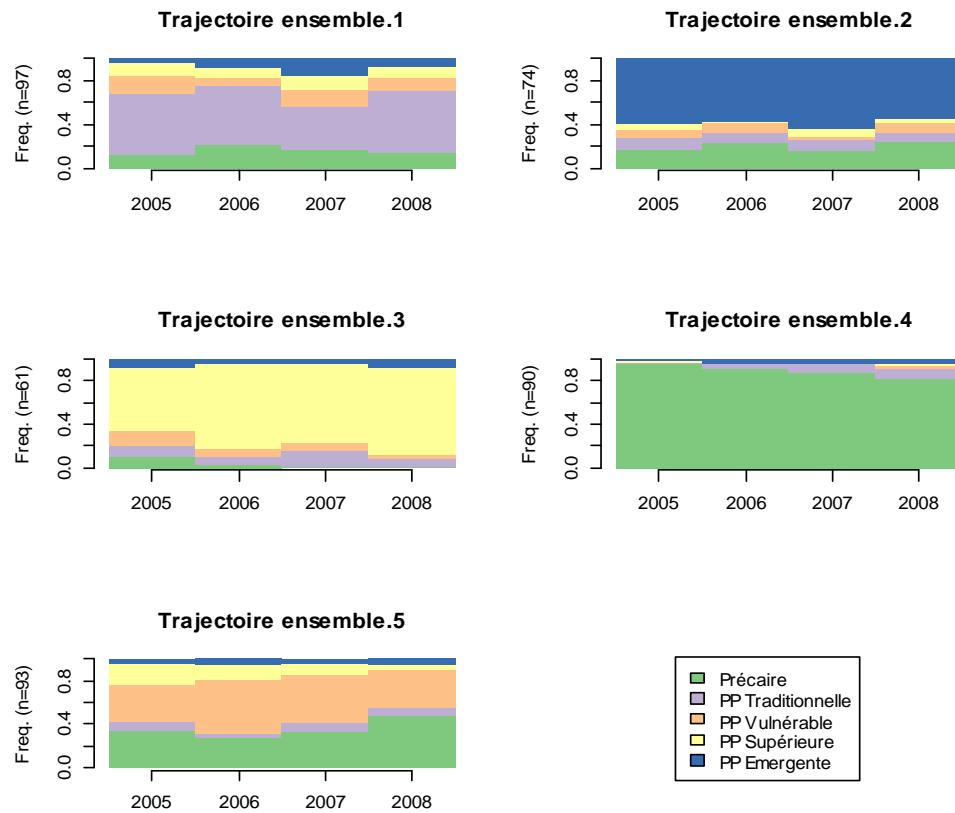 Trajectoire ensemble.1
Freq. (n=97)
0.0 0.4 0.8
2005 2006 2007 2008
Trajectoire ensemble.2
Freq. (n=74)
0.0 0.4 0.8
2005 2006 2007 2008
Trajectoire ensemble.3
Freq. (n=61)
0.0 0.4 0.8
2005 2006 2007 2008
Trajectoire ensemble.4
Freq. (n=90)
0.0 0.4 0.8
2005 2006 2007 2008
Trajectoire ensemble.5
Freq. (n=93)
0.0 0.4 0.8
2005 2006 2007 2008
Précaire
PP Traditionnelle
PP Vulnérable
PP Supérieure
PP Emergente